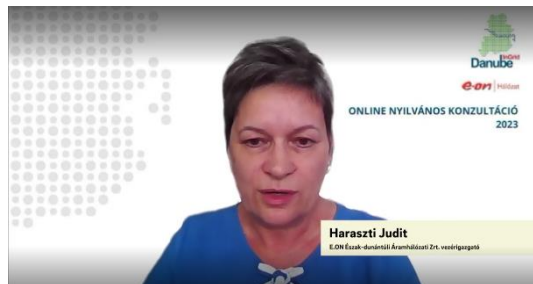 Danube
InGrid
e·on Hálózat
ONLINE NYILVÁNOS KONZULTÁCIÓ
2023
Haraszti Judit
E.ON Észak-dunántúli Áramhálózati Zrt. vezérigazgató